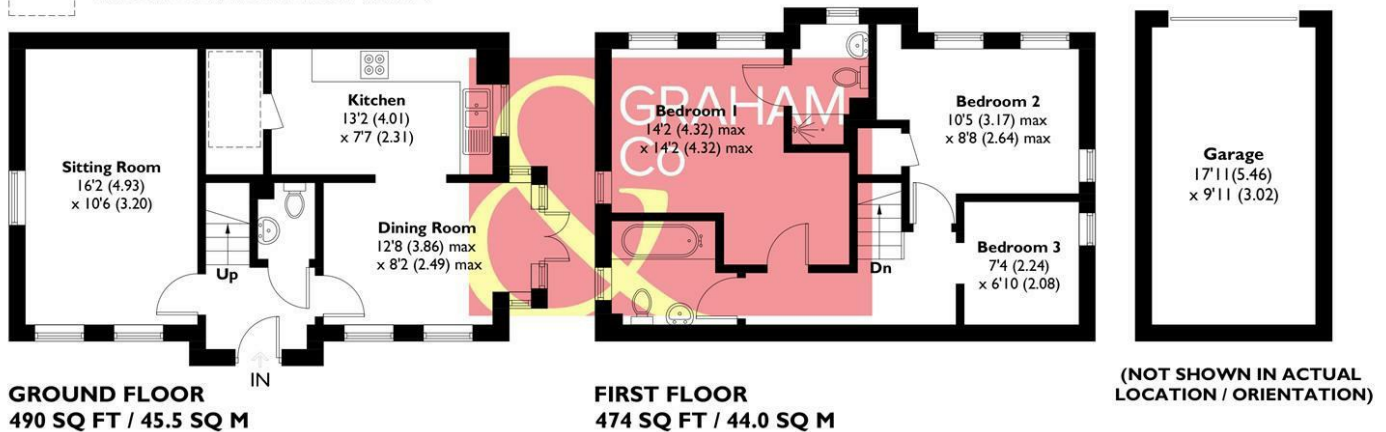 Kitchen
13'2 (4.01)
x 7'7 (2.31)
Sitting Room
16'2 (4.93)
x 10'6 (3.20)
Dining Room
12'8 (3.86) max
x 8'2 (2.49) max
Up
IN
GROUND FLOOR
490 SQ FT / 45.5 SQ M
GRAHAM
Co
&
Bedroom 1
14'2 (4.32) max
x 14'2 (4.32) max
Bedroom 2
10'5 (3.17) max
x 8'8 (2.64) max
Bedroom 3
7'4 (2.24)
x 6'10 (2.08)
Dn
FIRST FLOOR
474 SQ FT / 44.0 SQ M
Garage
17'11(5.46)
x 9'11 (3.02)
(NOT SHOWN IN ACTUAL
LOCATION / ORIENTATION)